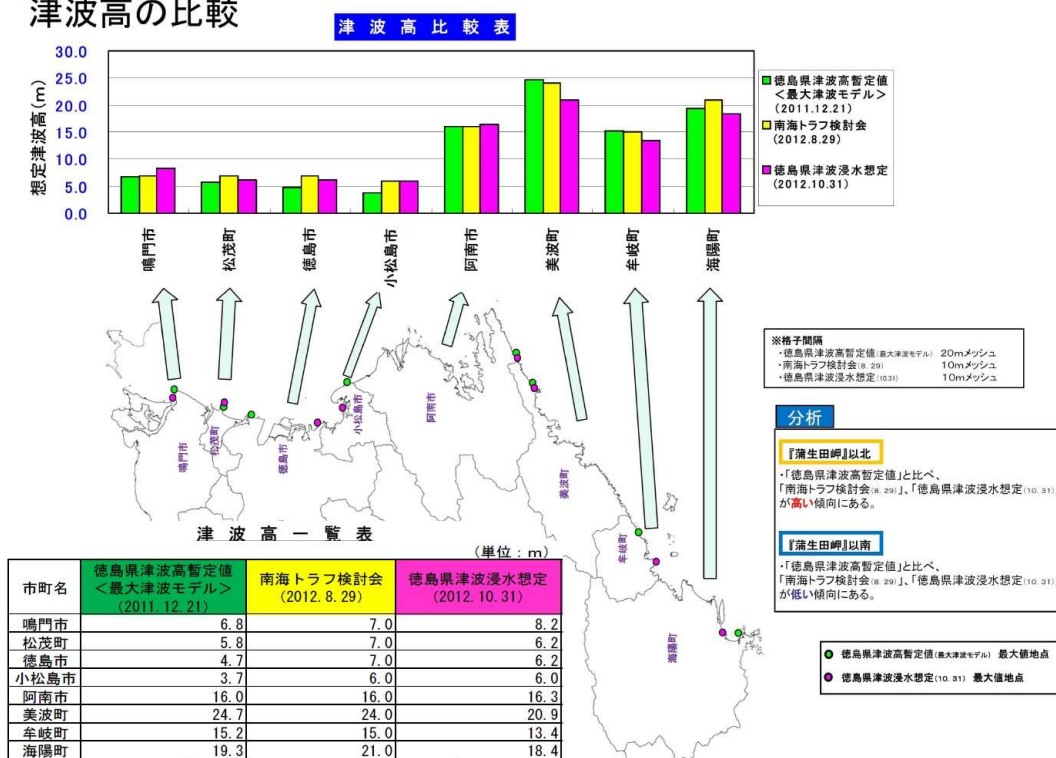 津波高の比較
津 波 高 比 較 表
想定津波高(m)
30.0
25.0
20.0
15.0
10.0
5.0
0.0
鳴門市
松茂町
徳島市
小松島市
阿南市
美波町
牟岐町
海陽町
徳島県津波高暫定値
＜最大津波モデル＞
(2011.12.21)
南海トラフ検討会
(2012.8.29)
徳島県津波浸水想定
(2012.10.31)
※格子間隔
・徳島県津波高暫定値(最大津波モデル) 20mメッシュ
・南海トラフ検討会(8.29) 10mメッシュ
・徳島県津波浸水想定(10.31) 10mメッシュ
分析
『蒲生田岬』以北
・「徳島県津波高暫定値」と比べ、
「南海トラフ検討会(8.29)」、「徳島県津波浸水想定(10.31)
が高い傾向にある。
『蒲生田岬』以南
・「徳島県津波高暫定値」と比べ、
「南海トラフ検討会(8.29)」、「徳島県津波浸水想定(10.31)
が低い傾向にある。
徳島県津波高暫定値(最大津波モデル) 最大値地点
徳島県津波浸水想定(10.31) 最大値地点
鳴門市
松茂町
徳島市
小松島市
阿南市
美波町
牟岐町
海陽町
津 波 高 一 覧 表
(単位：m)
市町名 徳島県津波高暫定値 ＜最大津波モデル＞ (2011.12.21) 南海トラフ検討会 (2012.8.29) 徳島県津波浸水想定 (2012.10.31)
鳴門市 6.8 7.0 8.2
松茂町 5.8 7.0 6.2
徳島市 4.7 7.0 6.2
小松島市 3.7 6.0 6.0
阿南市 16.0 16.0 16.3
美波町 24.7 24.0 20.9
牟岐町 15.2 15.0 13.4
海陽町 19.3 21.0 18.4